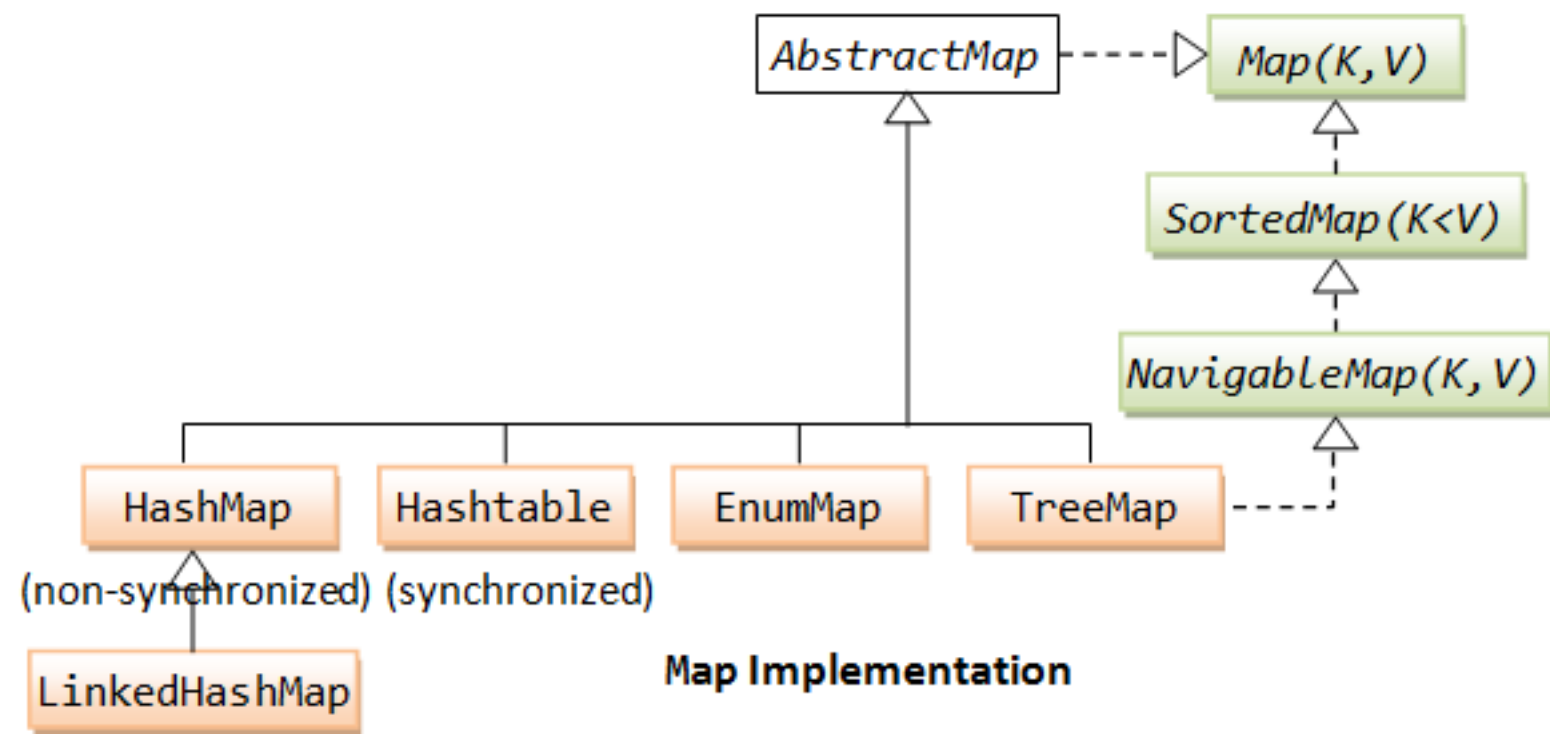 AbstractMap
Map(K,V)
SortedMap(K<V)
NavigableMap(K,V)
HashMap
Hashtable
EnumMap
TreeMap
(non-synchronized)
(synchronized)
LinkedHashMap
Map Implementation